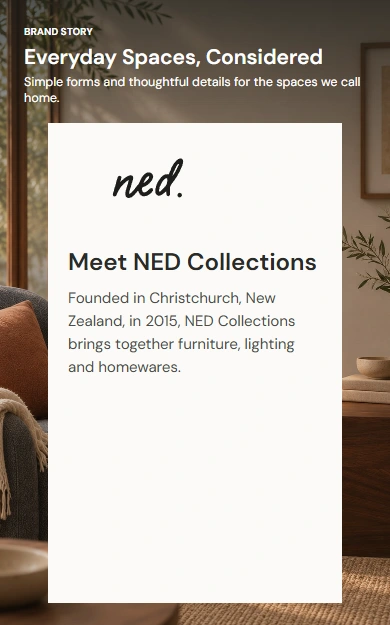 BRAND STORY
Everyday Spaces, Considered
Simple forms and thoughtful details for the spaces we call
home.
ned.
Meet NED Collections
Founded in Christchurch, New
Zealand, in 2015, NED Collections
brings together furniture, lighting
and homewares.